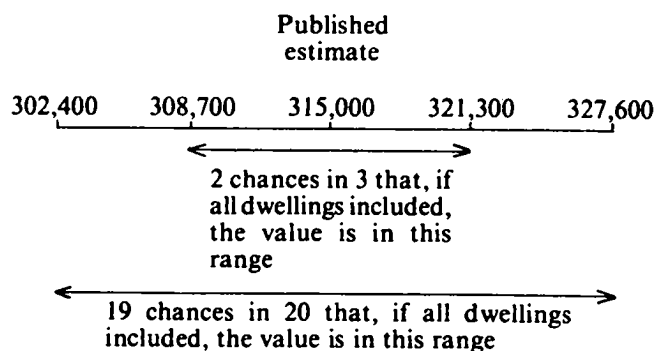 Published
estimate
302,400 308,700 315,000 321,300 327,600
2 chances in 3 that, if
all dwellings included,
the value is in this
range
19 chances in 20 that, if all dwellings
included, the value is in this range